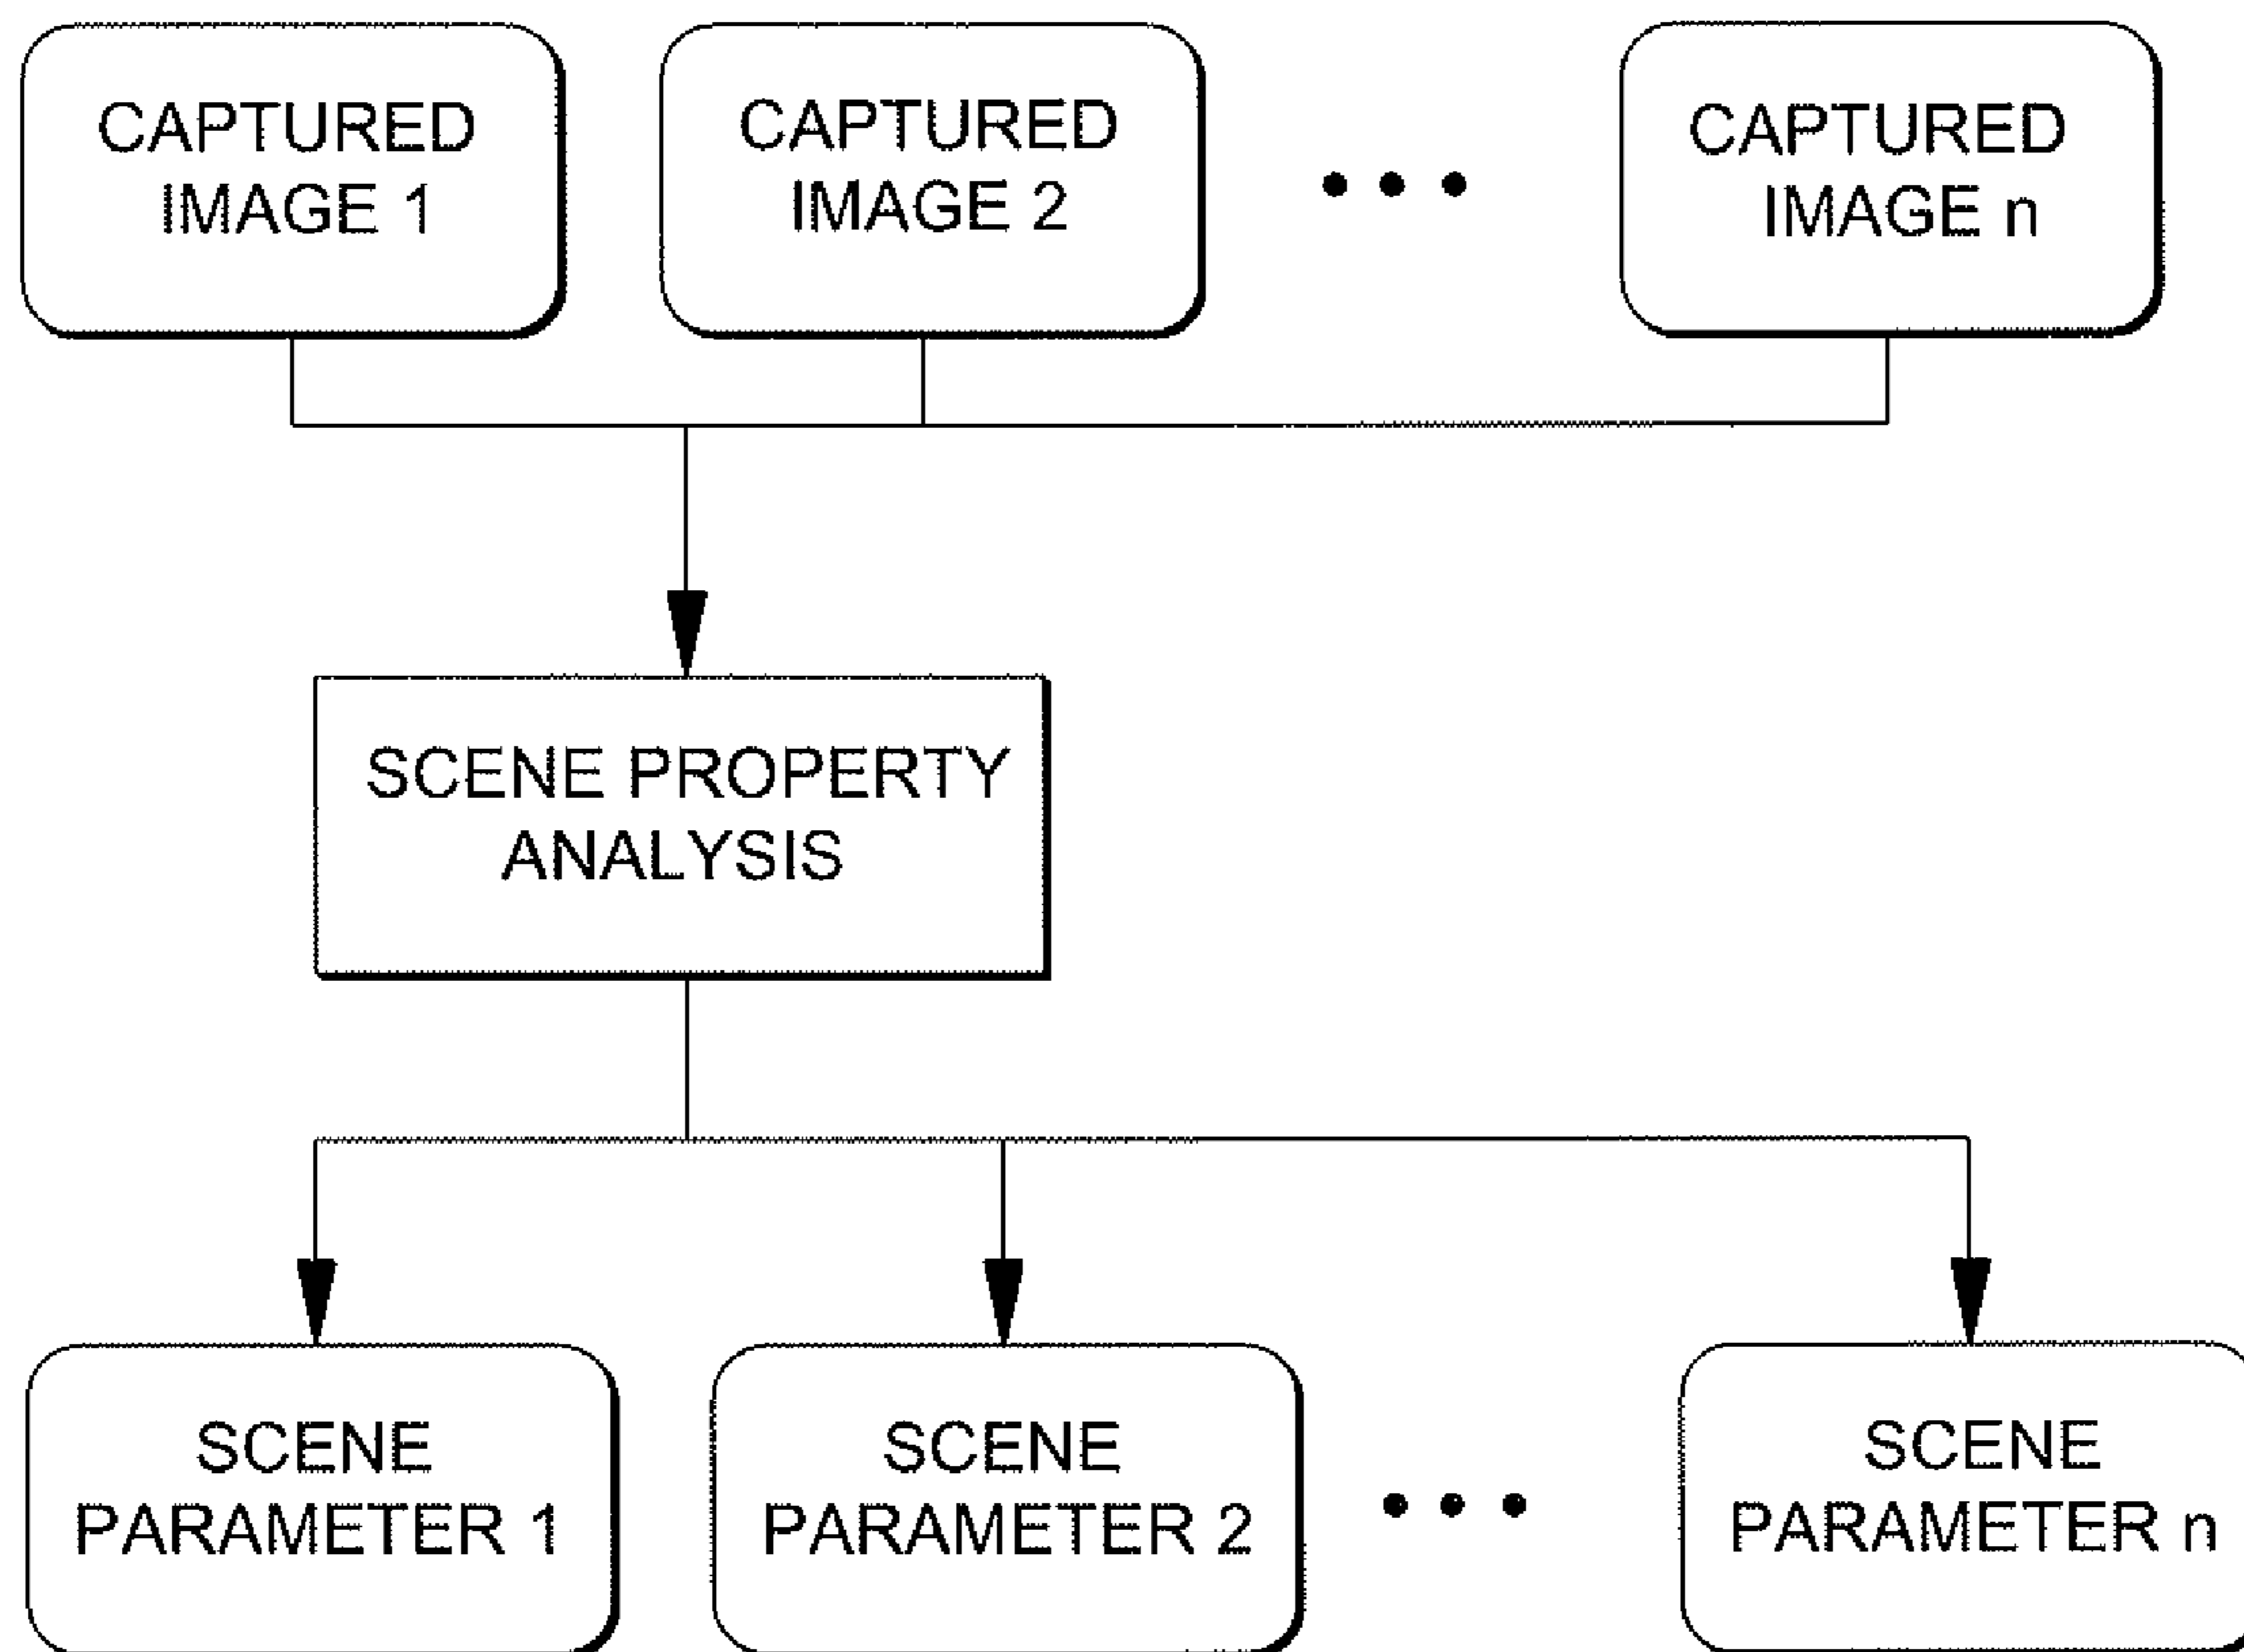 CAPTURED
IMAGE 1
CAPTURED
IMAGE 2
CAPTURED
IMAGE n
SCENE PROPERTY
ANALYSIS
SCENE
PARAMETER 1
SCENE
PARAMETER 2
SCENE
PARAMETER n